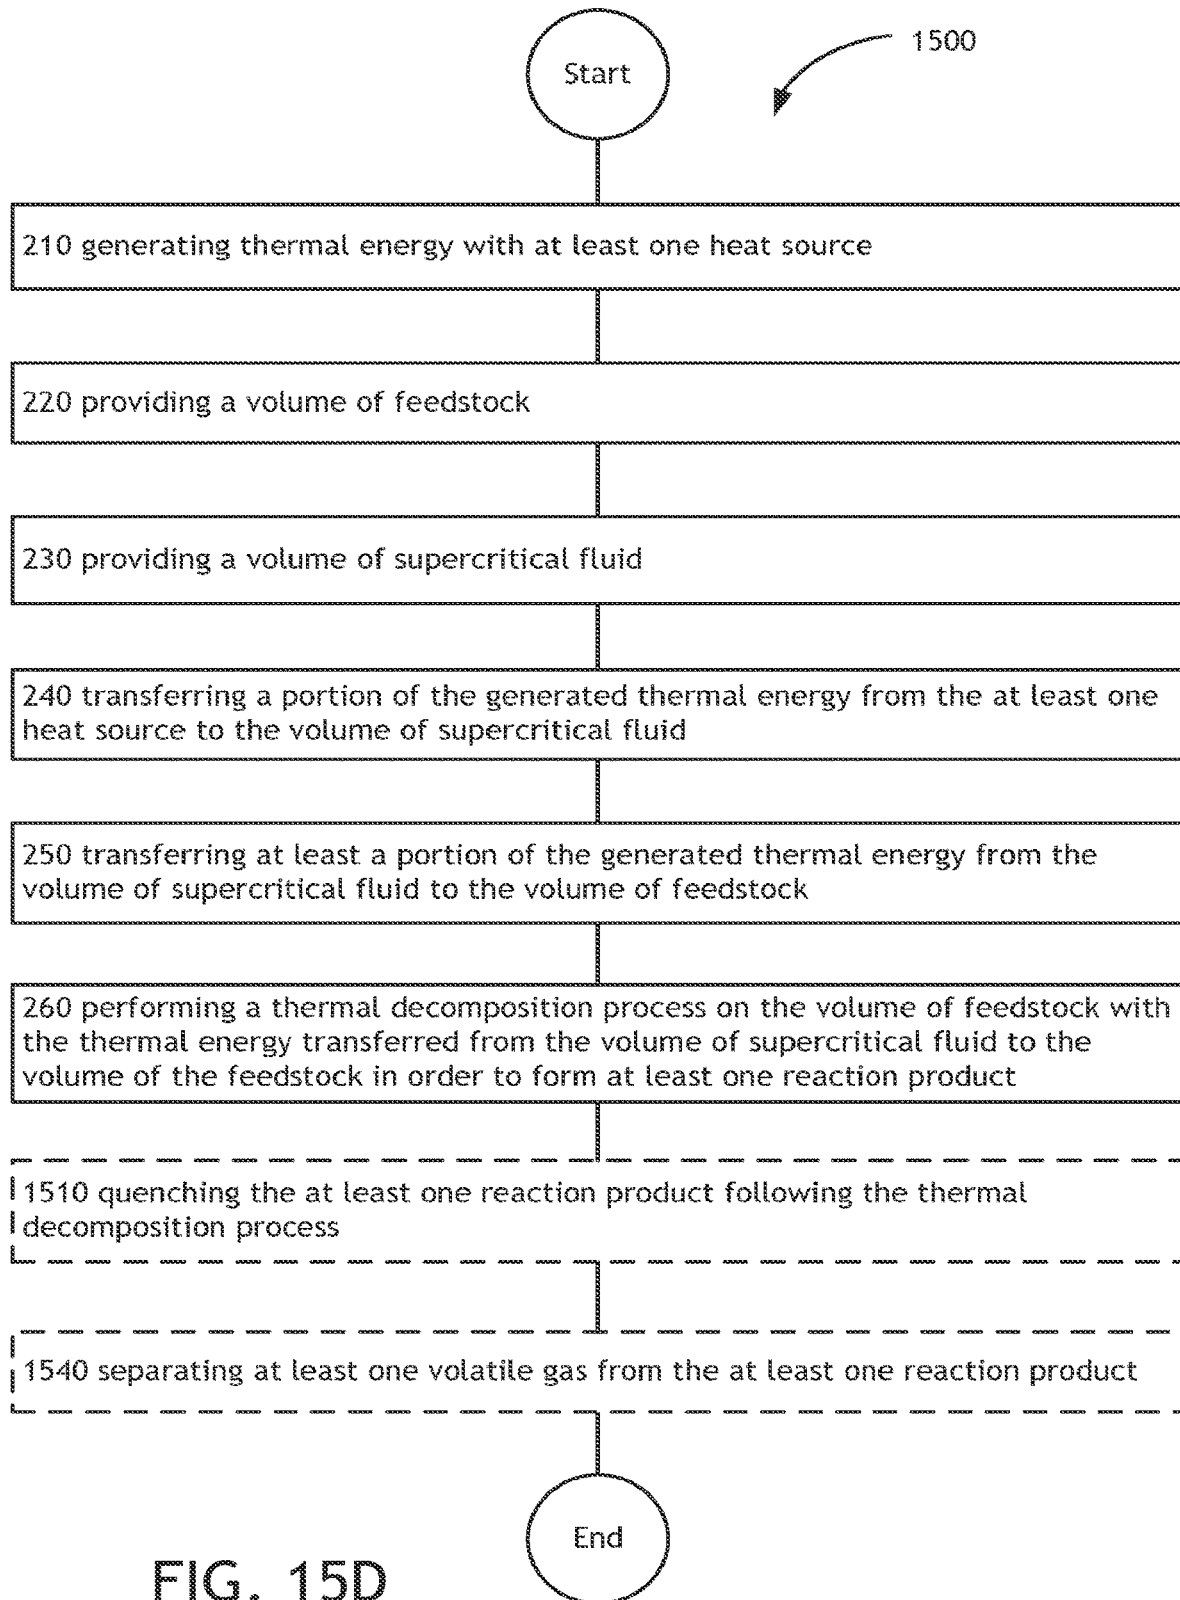 Start
1500
210 generating thermal energy with at least one heat source
220 providing a volume of feedstock
230 providing a volume of supercritical fluid
240 transferring a portion of the generated thermal energy from the at least one
heat source to the volume of supercritical fluid
250 transferring at least a portion of the generated thermal energy from the
volume of supercritical fluid to the volume of feedstock
260 performing a thermal decomposition process on the volume of feedstock with
the thermal energy transferred from the volume of supercritical fluid to the
volume of the feedstock in order to form at least one reaction product
1510 quenching the at least one reaction product following the thermal
decomposition process
1540 separating at least one volatile gas from the at least one reaction product
End
FIG. 15D